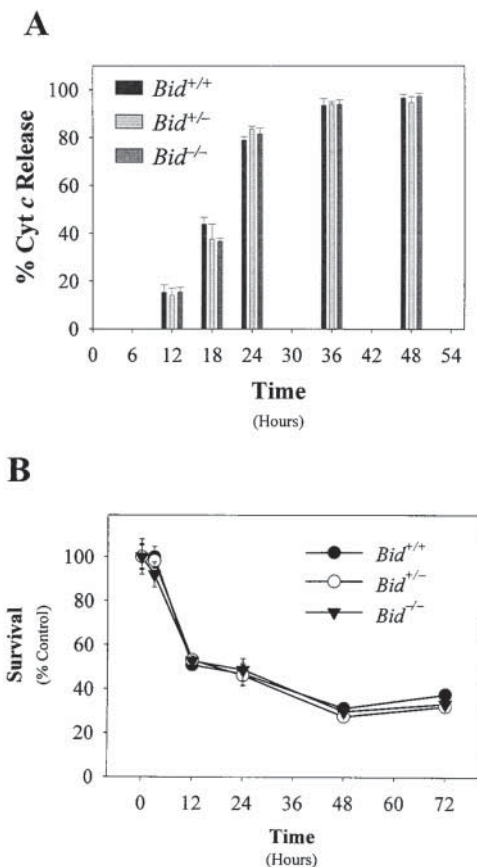 A
% Cyt c Release
100
80
60
40
20
0
Bid+/+
Bid+/-
Bid-/-
0 6 12 18 24 30 36 42 48 54
Time
(Hours)
B
Survival
(% Control)
100
80
60
40
20
0
Bid+/+
Bid+/-
Bid-/-
0 12 24 36 48 72
Time
(Hours)